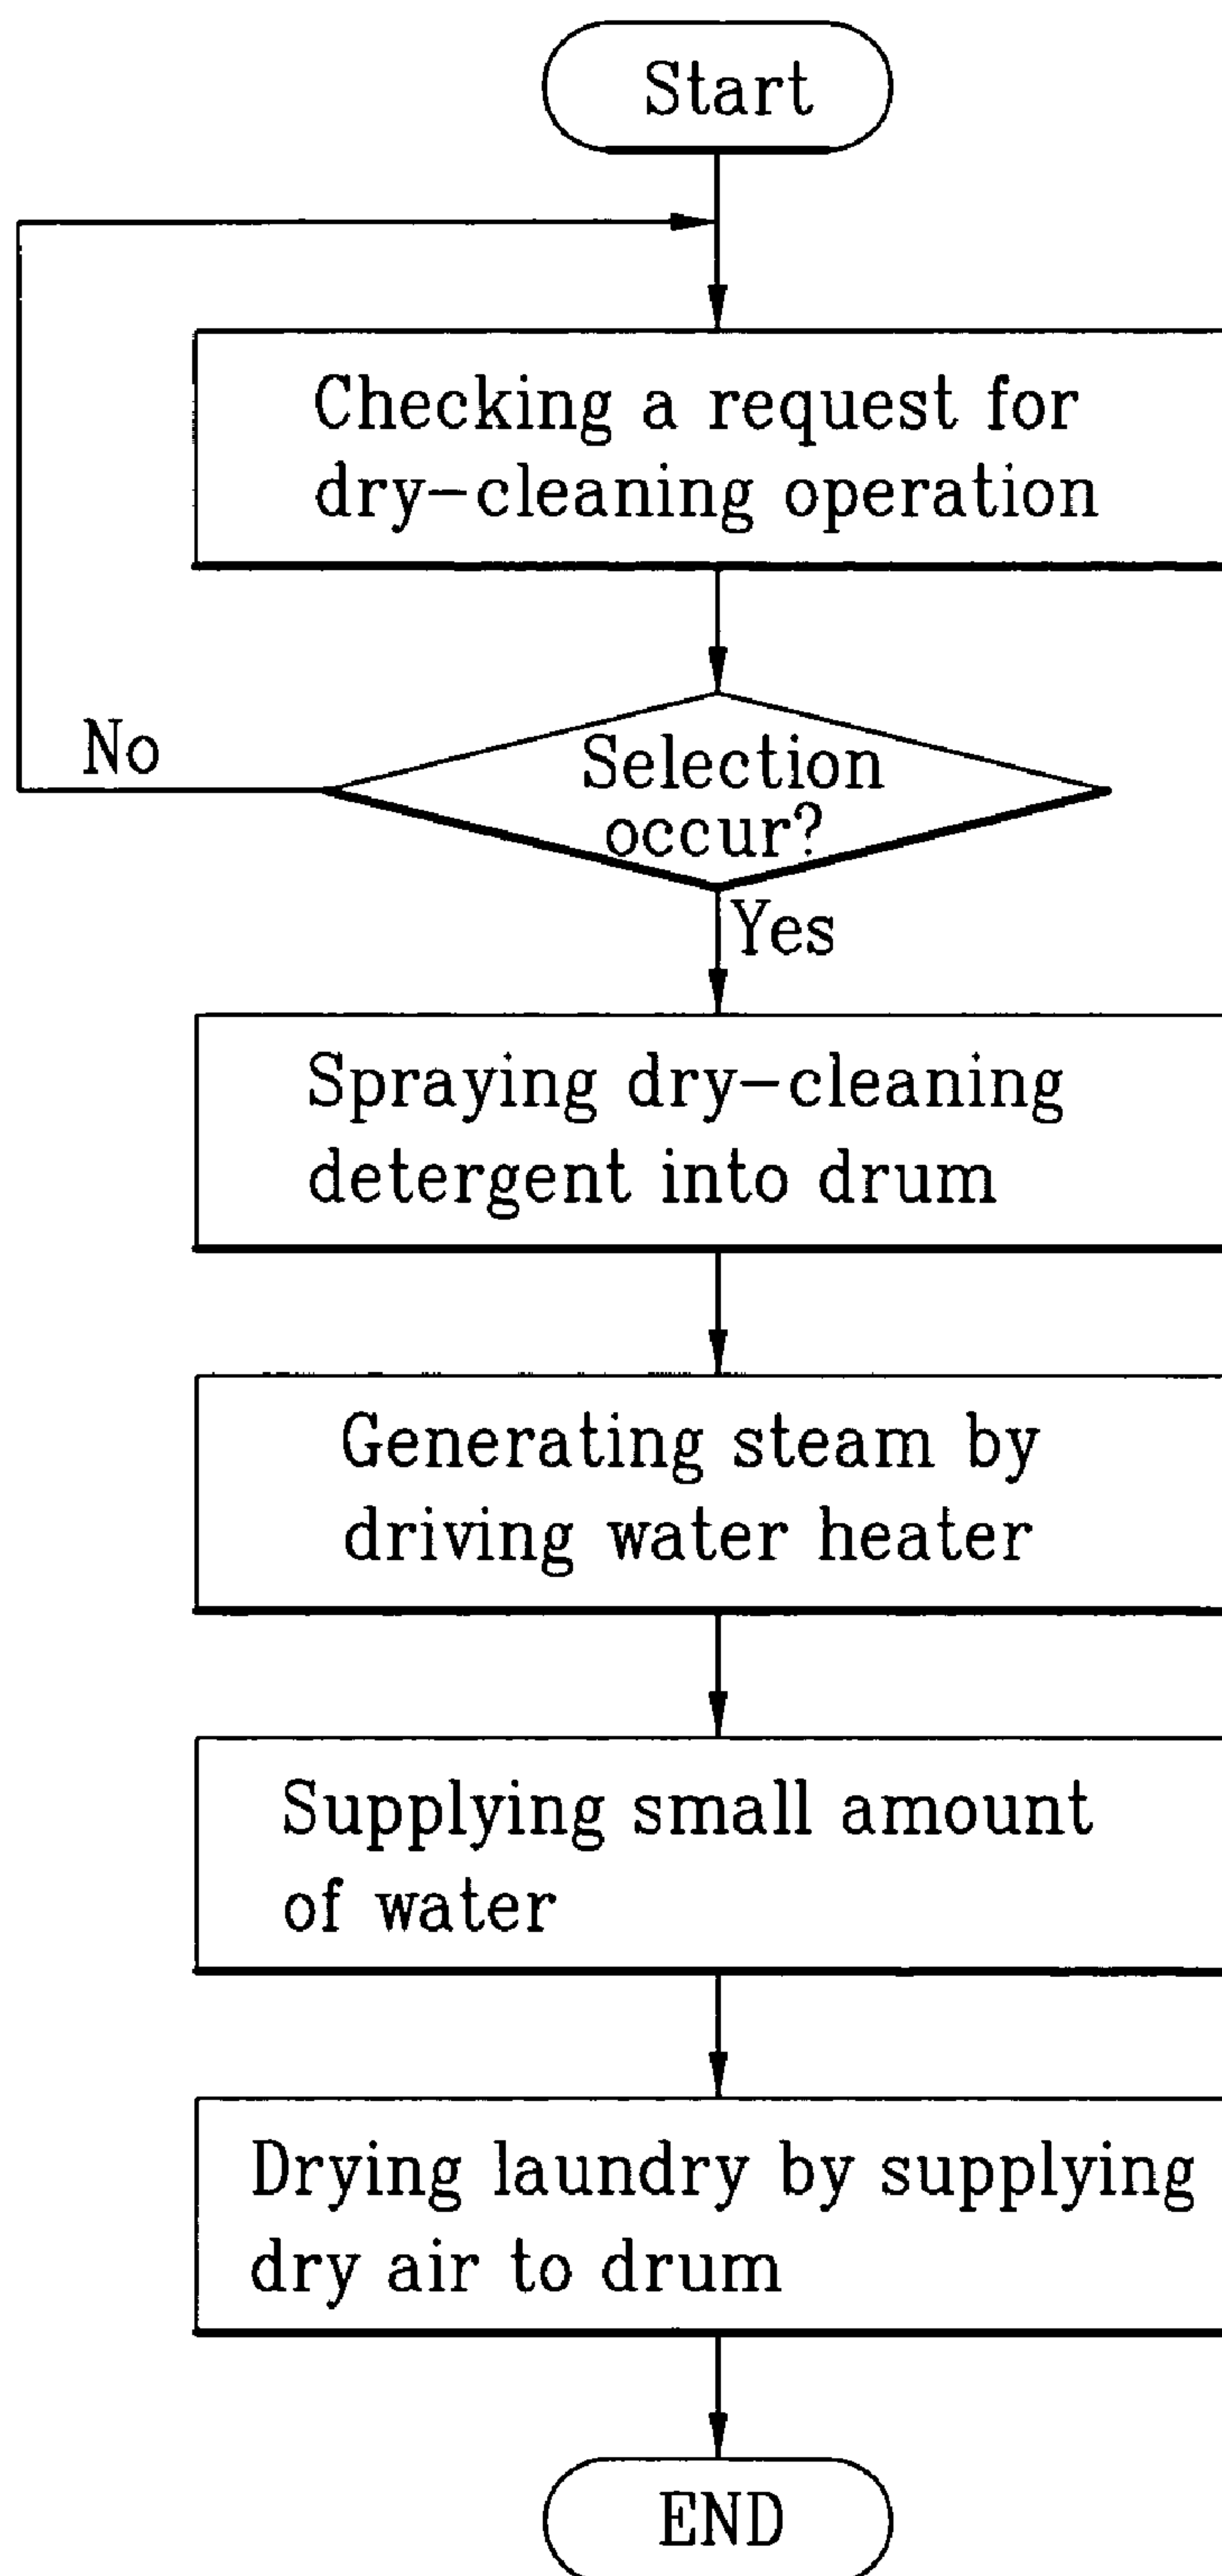 Start
Checking a request for
dry-cleaning operation
No
Selection
occur?
Yes
Spraying dry-cleaning
detergent into drum
Generating steam by
driving water heater
Supplying small amount
of water
Drying laundry by supplying
dry air to drum
END